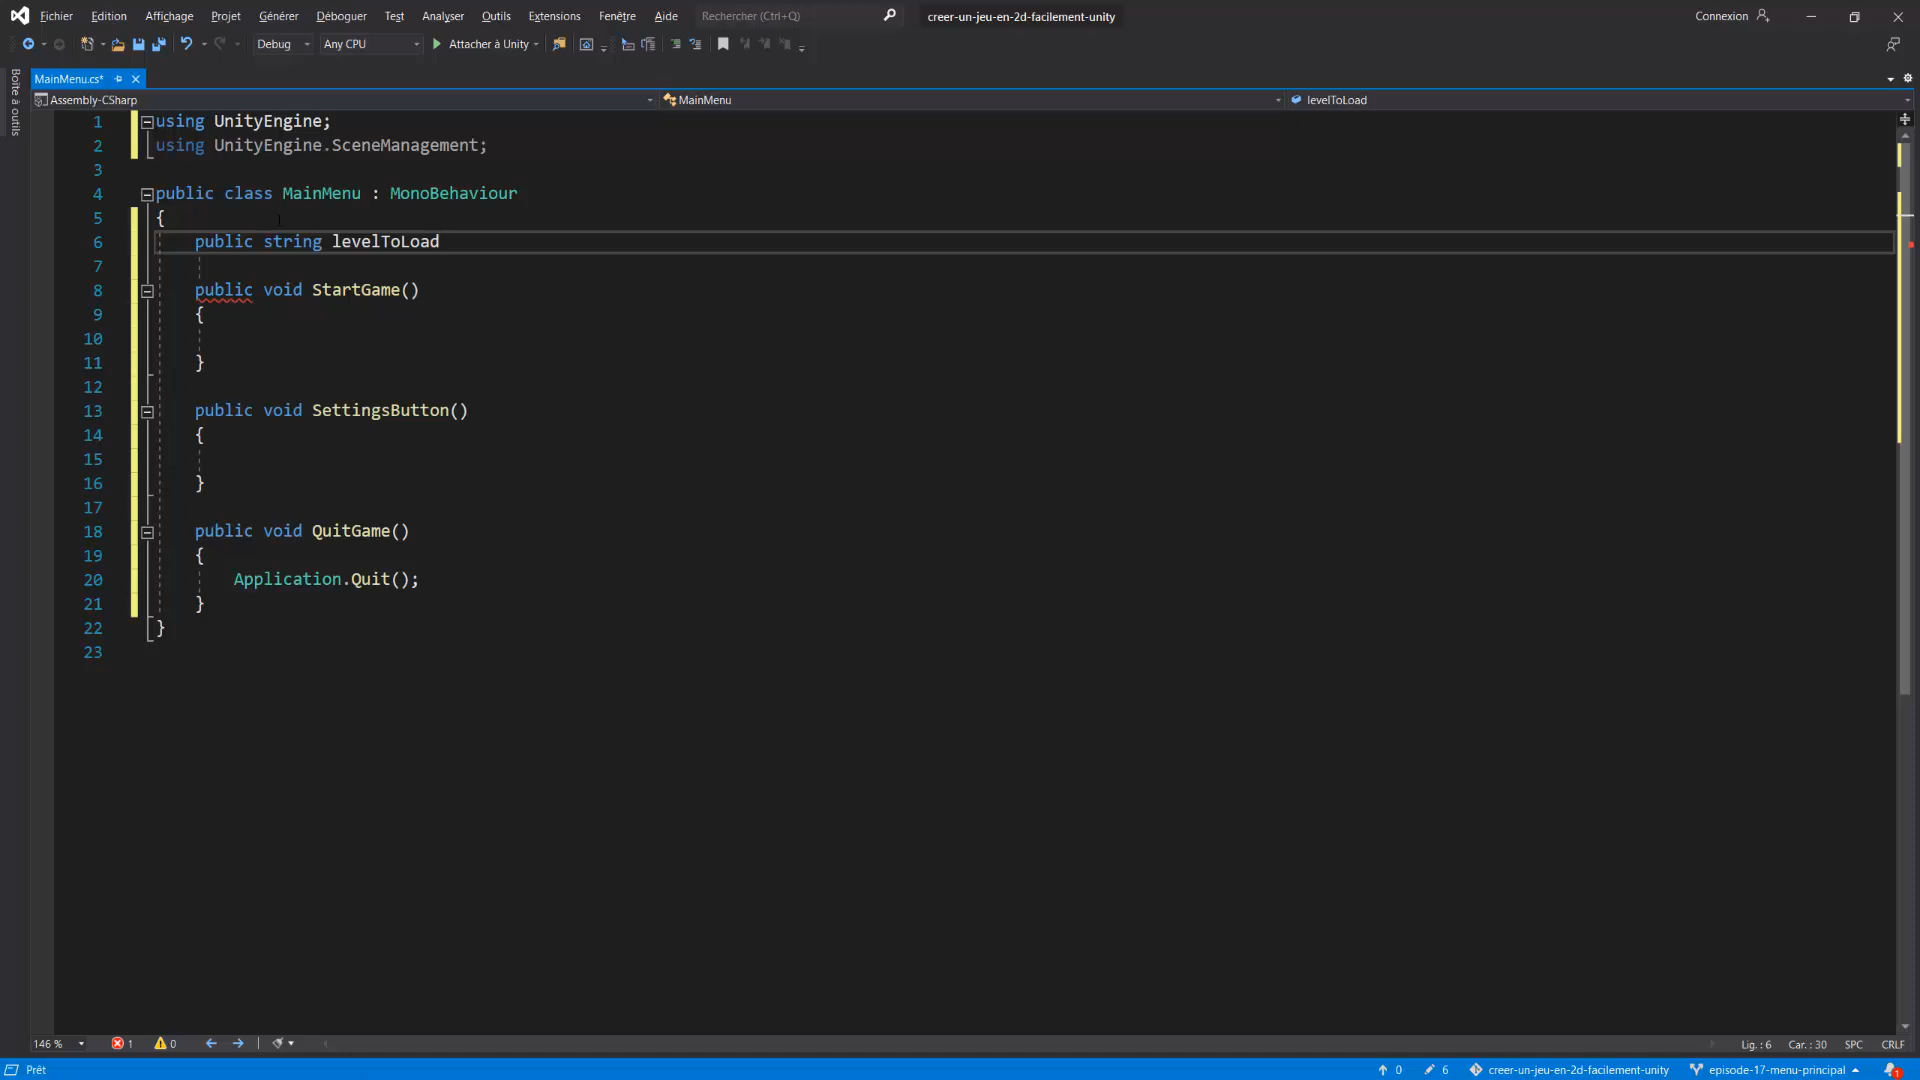 Fichier Edition Affichage Projet Générer Déboguer Test Analyser Outils Extensions Fenêtre Aide Rechercher (Ctrl+Q) creer-un-jeu-en-2d-facilement-unity Connexion
Debug Any CPU Attacher à Unity
Boîte à outils
MainMenu.cs*
Assembly-CSharp MainMenu levelToLoad
1 using UnityEngine;
2 using UnityEngine.SceneManagement;
3
4 public class MainMenu : MonoBehaviour
5 {
6 public string levelToLoad
7
8 public void StartGame()
9 {
10
11 }
12
13 public void SettingsButton()
14 {
15
16 }
17
18 public void QuitGame()
19 {
20 Application.Quit();
21 }
22 }
23
146 % 1 0 Lig. : 6 Car. : 30 SPC CRLF
Prêt 0 6 creer-un-jeu-en-2d-facilement-unity episode-17-menu-principal 1